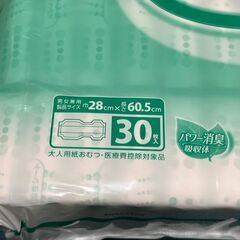 男女兼用
製品サイズ 巾28cm×長さ60.5cm
30枚入
大人用紙おむつ・医療費控除対象品
パワー消臭
吸収体